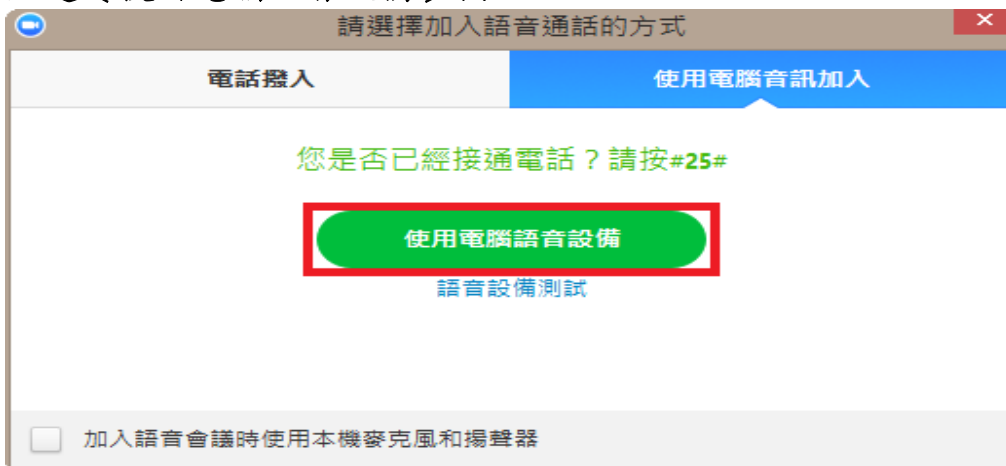 請選擇加入語音通話的方式
電話撥入
使用電腦音訊加入
您是否已經接通電話？請按#25#
使用電腦語音設備
語音設備測試
加入語音會議時使用本機麥克風和揚聲器